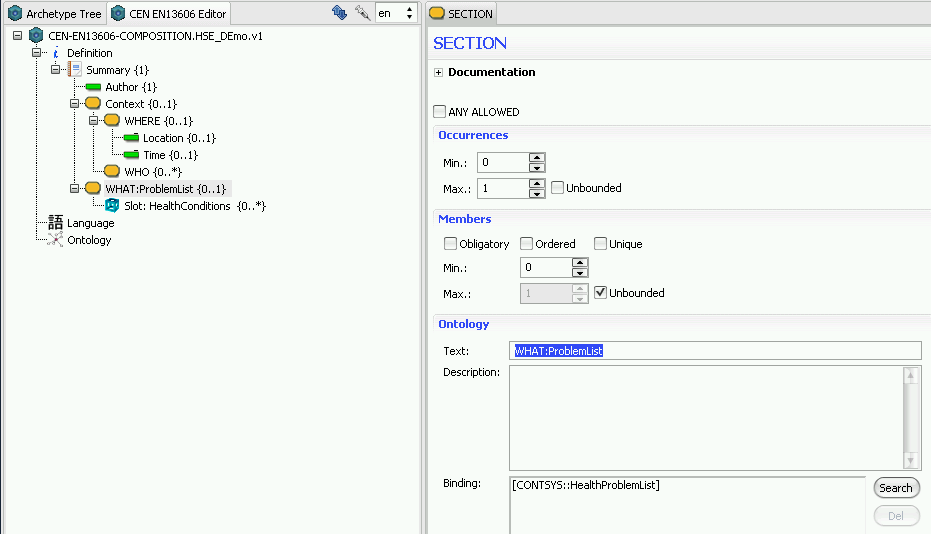 Archetype Tree
CEN EN13606 Editor
en
CEN-EN13606-COMPOSITION.HSE_DEmo.v1
Definition
Summary {1}
Author {1}
Context {0..1}
WHERE {0..1}
Location {0..1}
Time {0..1}
WHO {0..*}
WHAT:ProblemList {0..1}
Slot: HealthConditions {0..*}
語 Language
Ontology
SECTION
SECTION
Documentation
ANY ALLOWED
Occurrences
Min.: 0
Max.: 1 Unbounded
Members
Obligatory Ordered Unique
Min.: 0
Max.: 1 Unbounded
Ontology
Text: WHAT:ProblemList
Description:
Binding: [CONTSYS::HealthProblemList] Search
Del